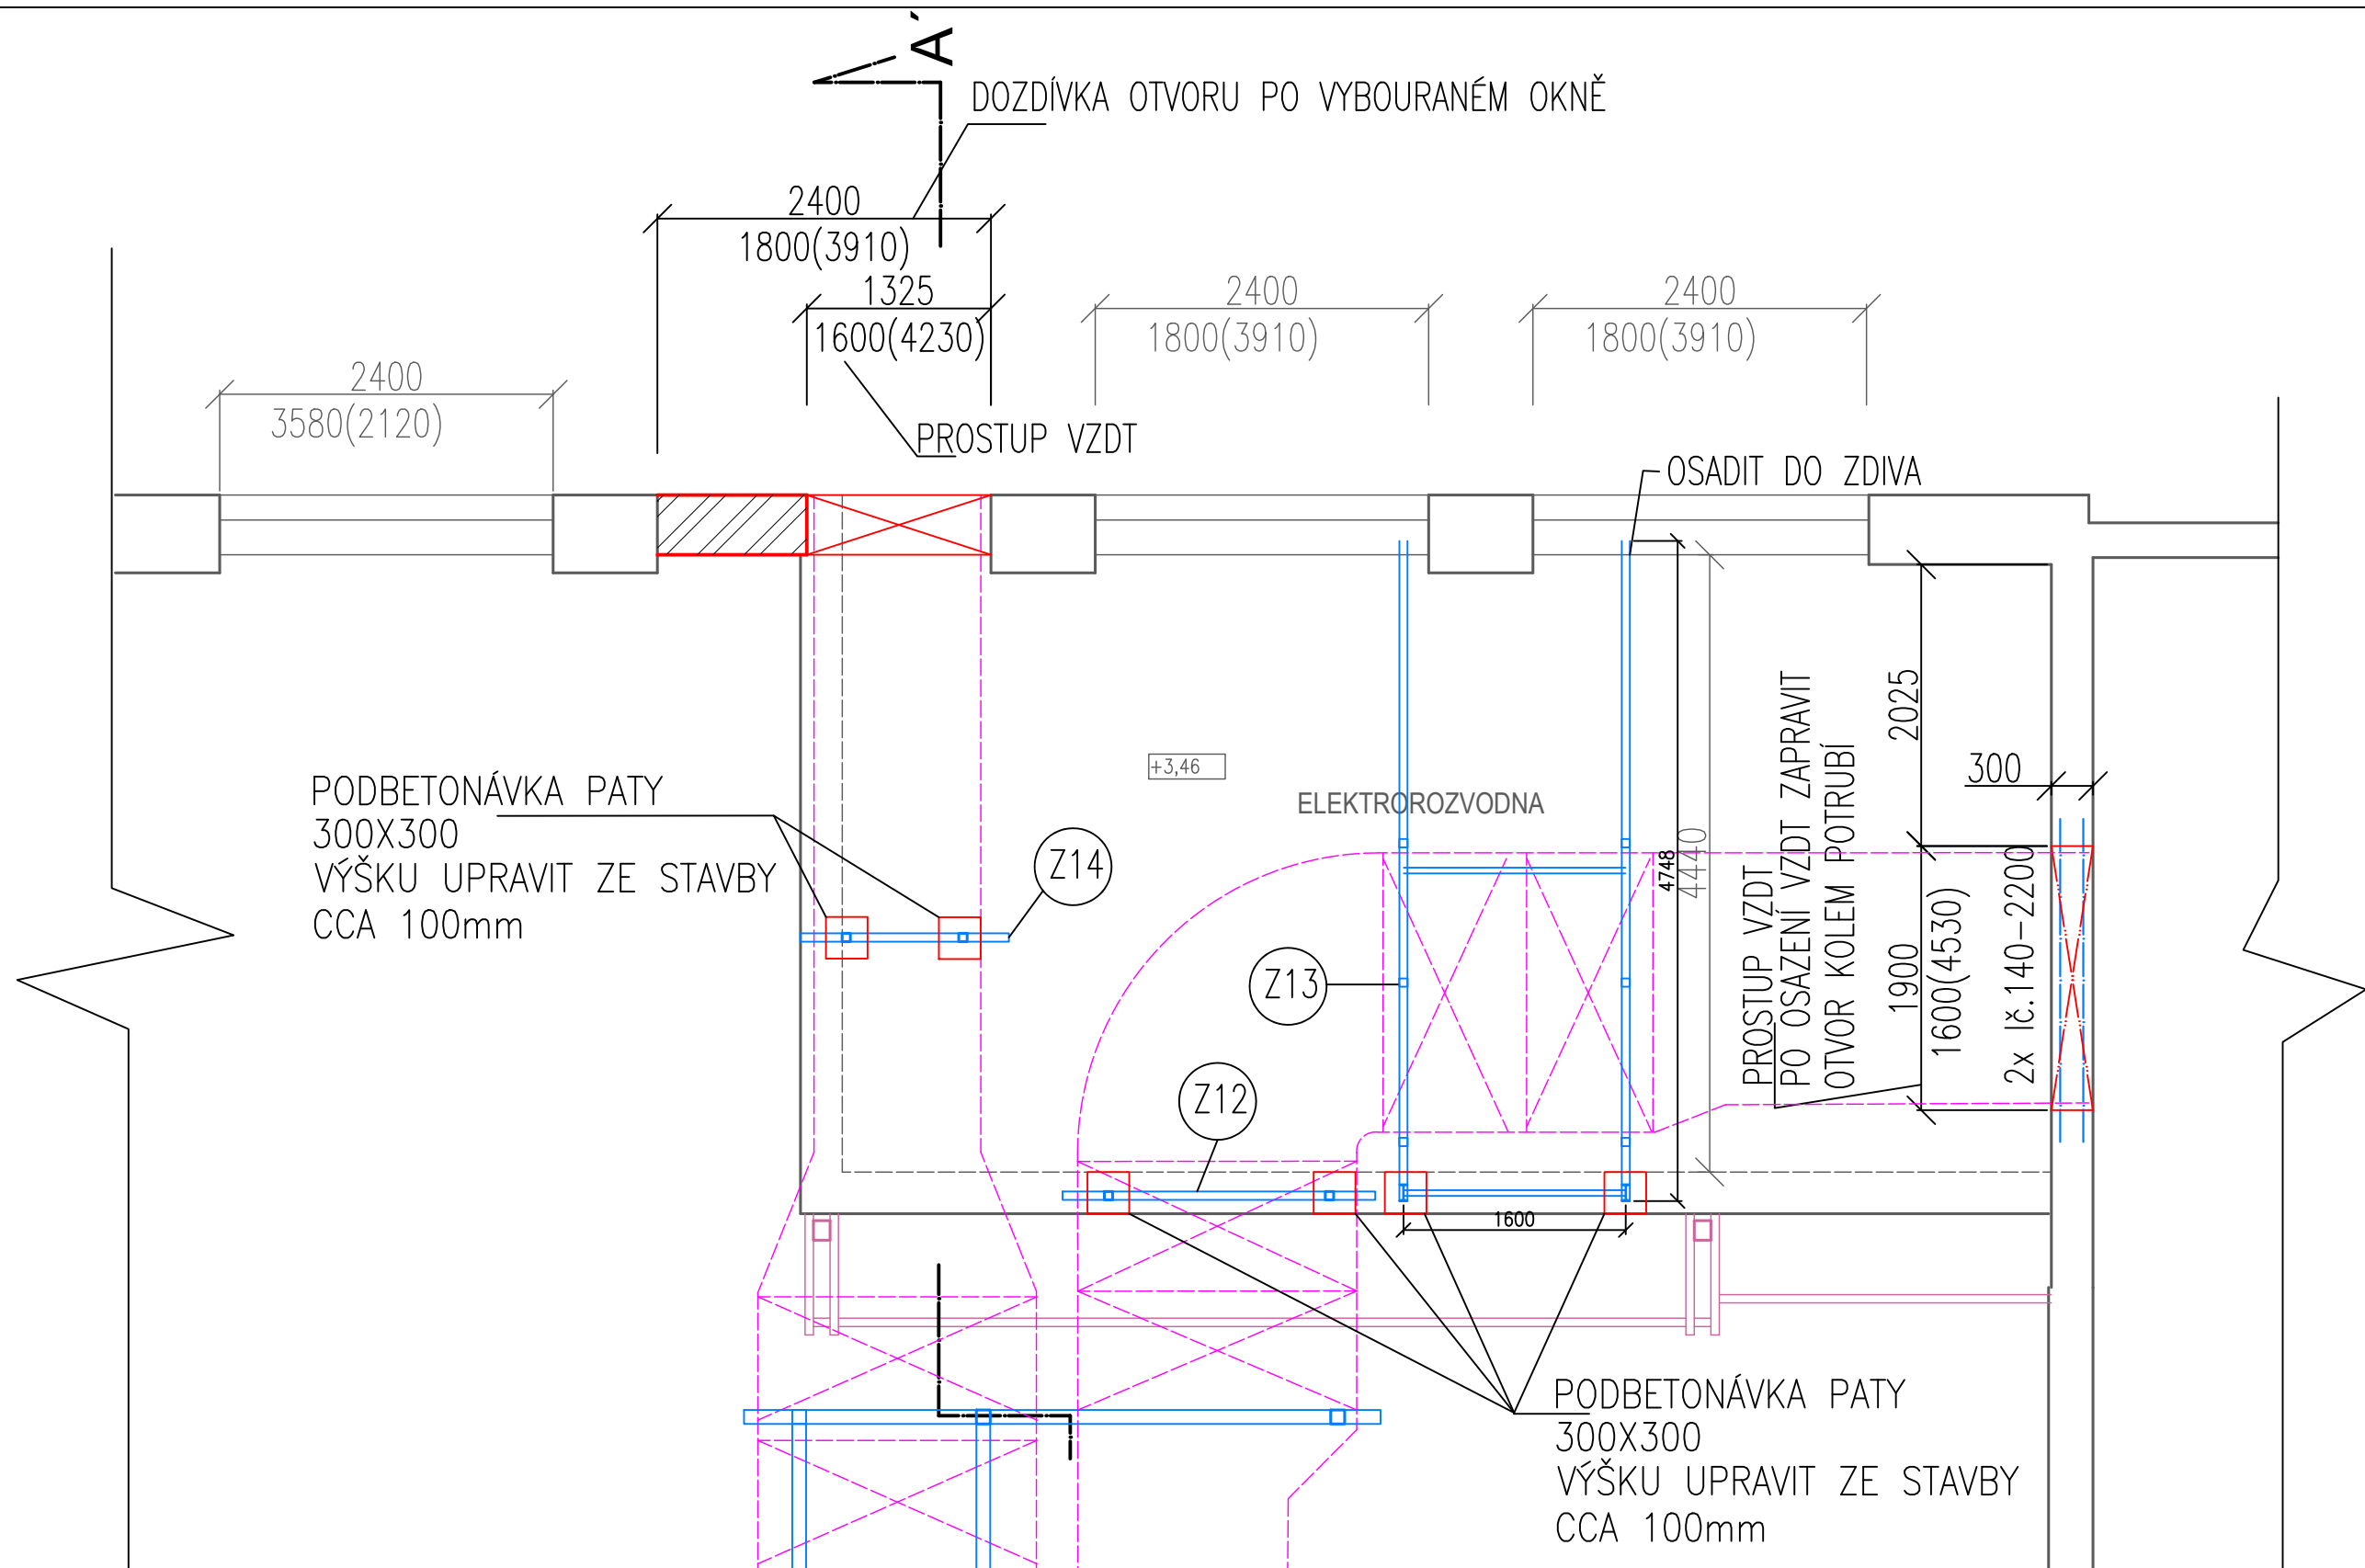 A´
DOZDÍVKA OTVORU PO VYBOURANÉM OKNĚ
2400
1800(3910)
1325
1600(4230)
2400
1800(3910)
2400
1800(3910)
2400
3580(2120)
PROSTUP VZDT
OSADIT DO ZDIVA
+3,46
ELEKTROROZVODNA
PODBETONÁVKA PATY
300X300
VÝŠKU UPRAVIT ZE STAVBY
CCA 100mm
Z14
Z13
Z12
4748
4440
1600
PROSTUP VZDT
PO OSAZENÍ VZDT ZAPRAVIT
OTVOR KOLEM POTRUBÍ
2025
300
1900
1600(4530)
2x Ič.140-2200
PODBETONÁVKA PATY
300X300
VÝŠKU UPRAVIT ZE STAVBY
CCA 100mm